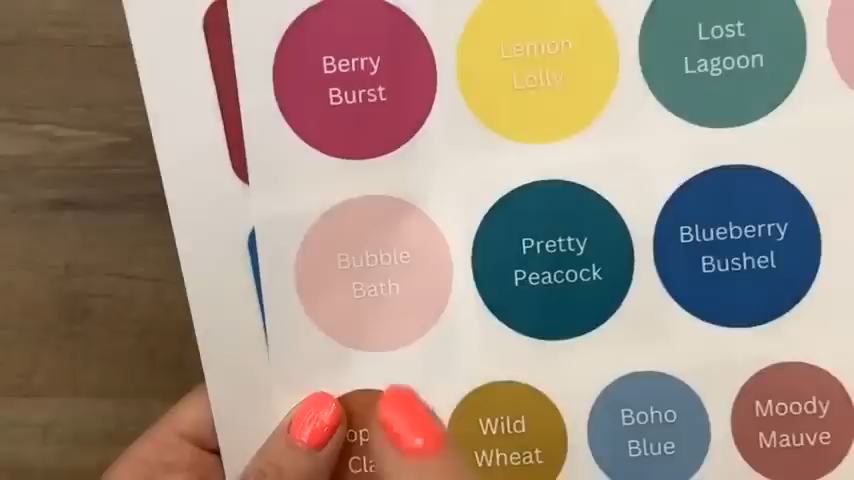 Berry
Burst
Lemon
Lolly
Lost
Lagoon
Bubble
Bath
Pretty
Peacock
Blueberry
Bushel
Wild
Wheat
Boho
Blue
Moody
Mauve